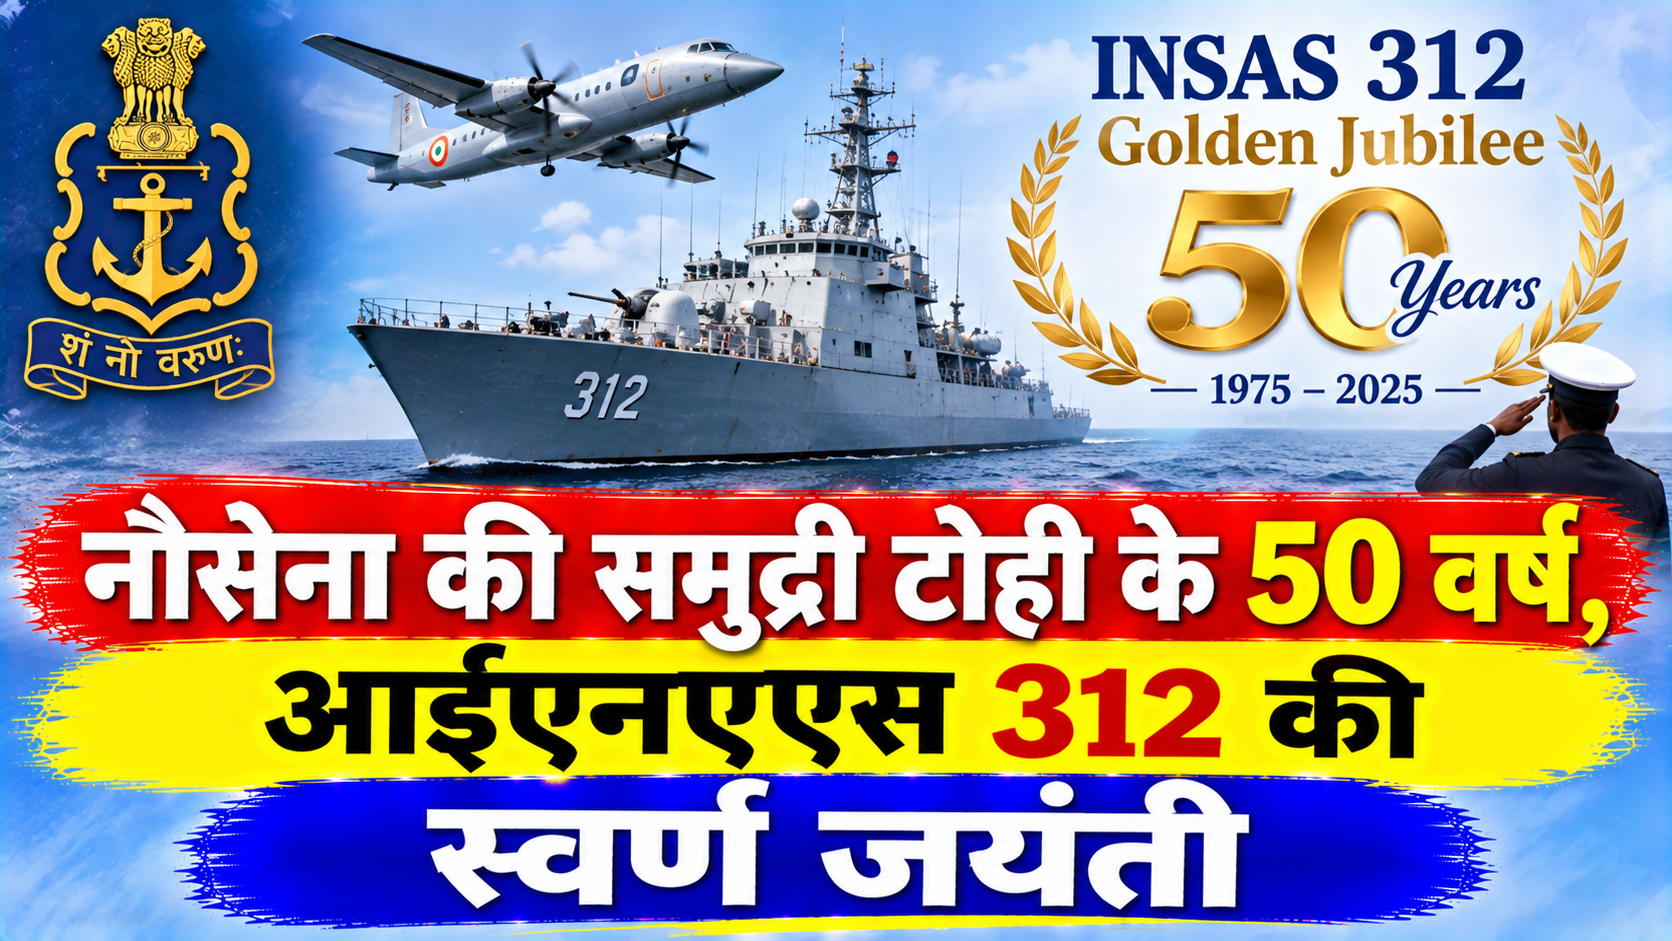 शं नो वरुणः
INSAS 312
Golden Jubilee
50 Years
1975 – 2025
312
नौसेना की समुद्री टोही के 50 वर्ष,
आईएनएएस 312 की
स्वर्ण जयंती